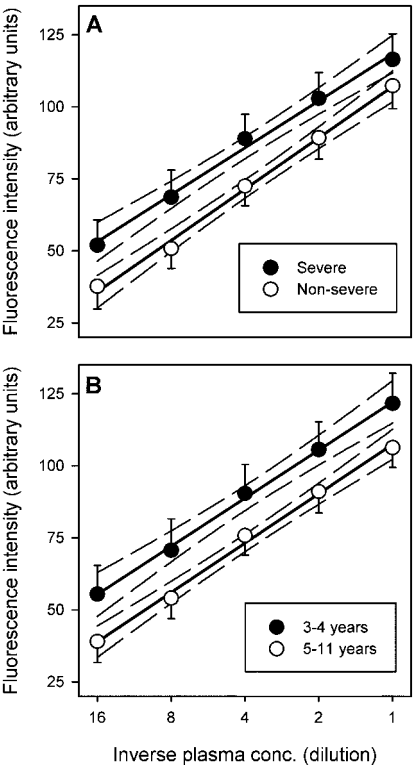 A
Fluorescence intensity (arbitrary units)
125
100
75
50
25
Severe
Non-severe
B
Fluorescence intensity (arbitrary units)
125
100
75
50
25
3-4 years
5-11 years
16 8 4 2 1
Inverse plasma conc. (dilution)